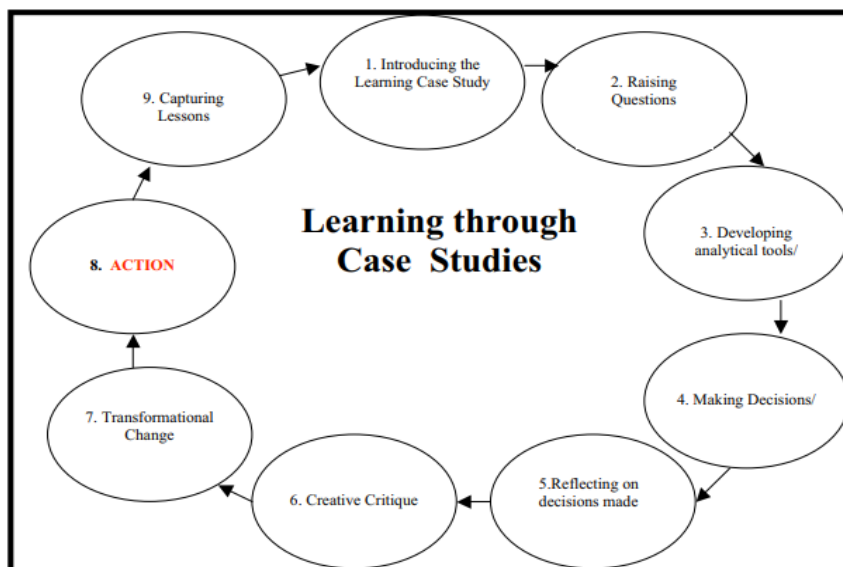 1. Introducing the
Learning Case Study
2. Raising
Questions
3. Developing
analytical tools/
4. Making Decisions/
5.Reflecting on
decisions made
6. Creative Critique
7. Transformational
Change
8. ACTION
9. Capturing
Lessons
Learning through
Case Studies